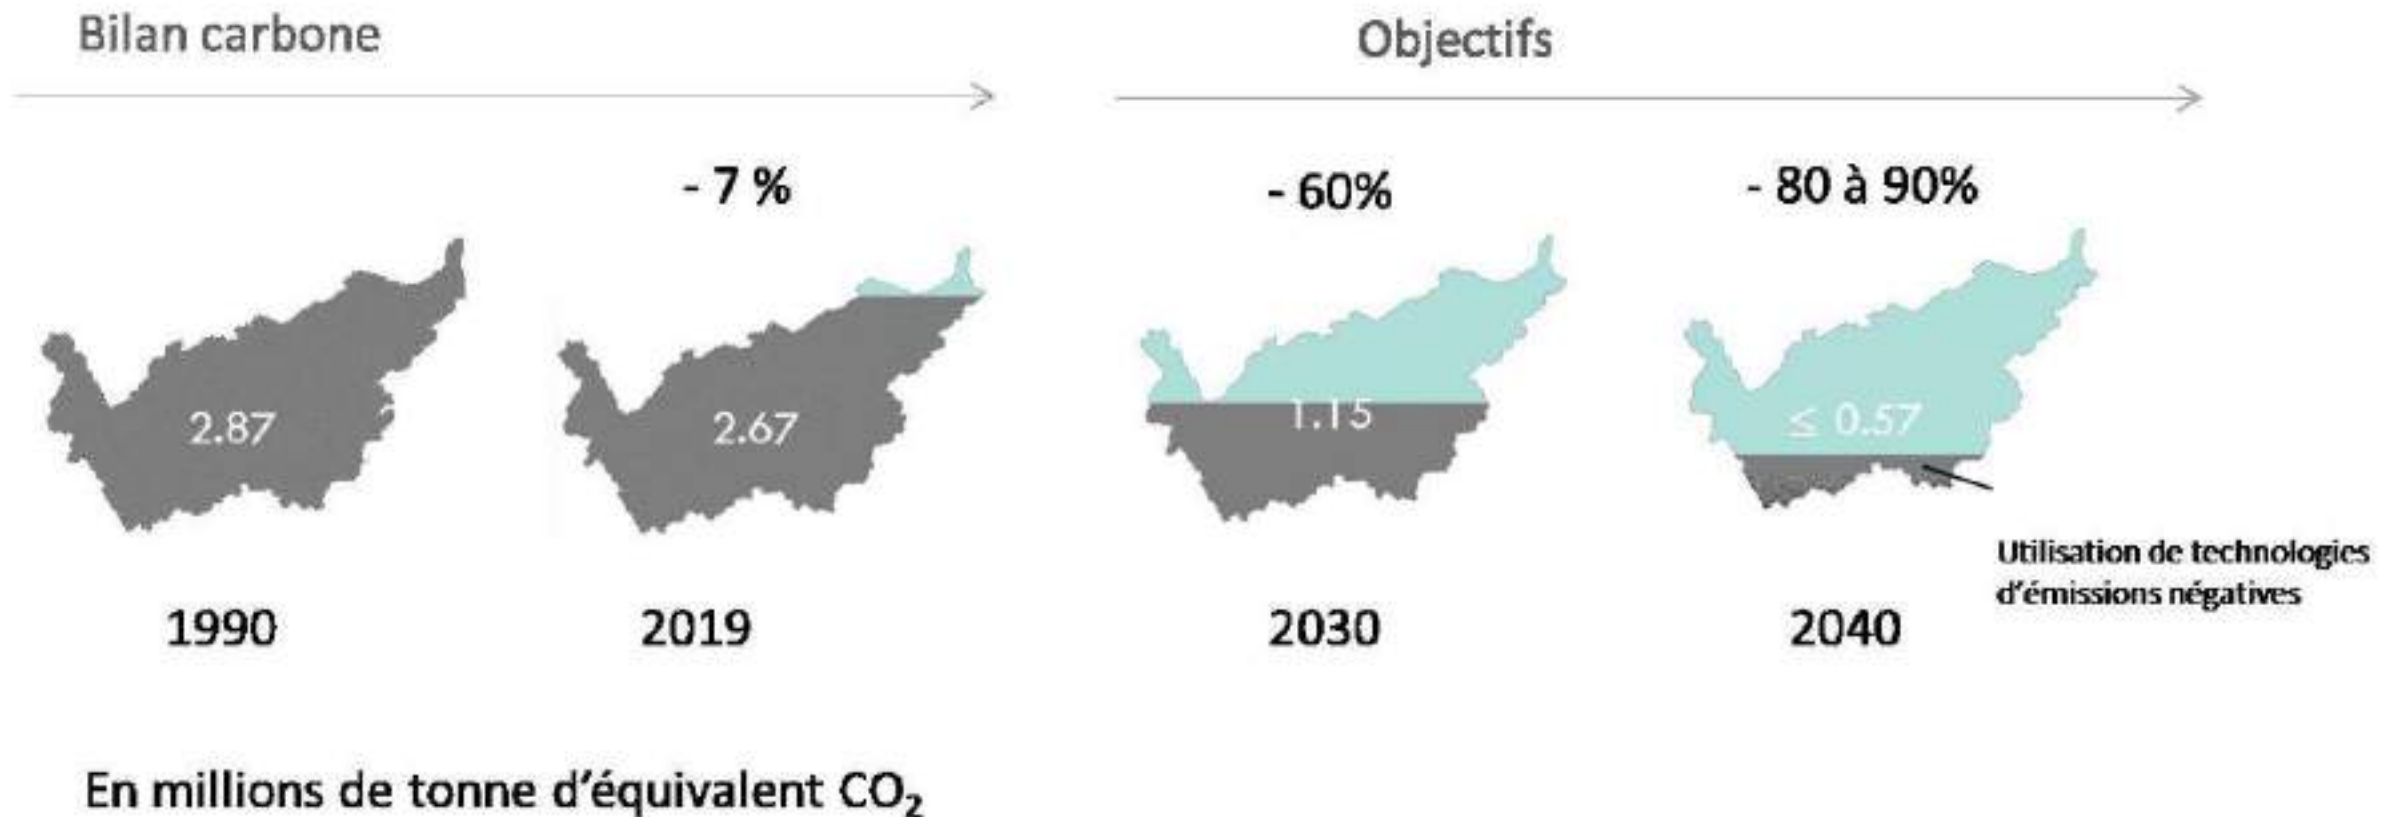 Bilan carbone
Objectifs
- 7 %
- 60%
- 80 à 90%
2.87
2.67
1.15
≤ 0.57
Utilisation de technologies
d'émissions négatives
1990
2019
2030
2040
En millions de tonne d'équivalent CO₂